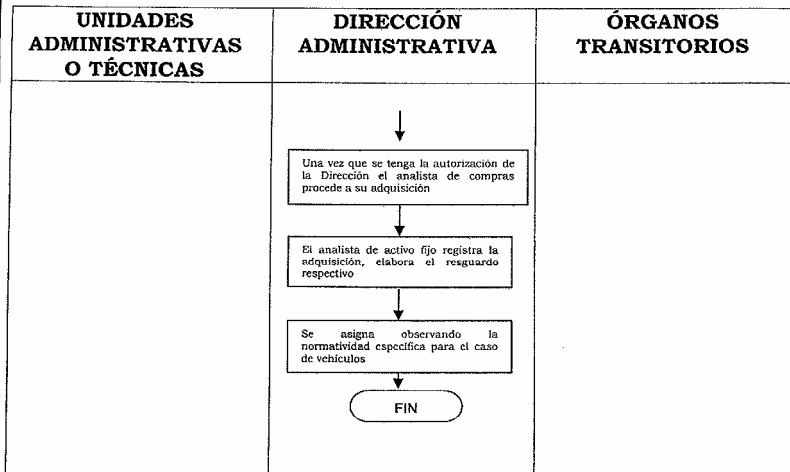 UNIDADES
ADMINISTRATIVAS
O TÉCNICAS
DIRECCIÓN
ADMINISTRATIVA
ÓRGANOS
TRANSITORIOS
Una vez que se tenga la autorización de
la Dirección el analista de compras
procede a su adquisición
El analista de activo fijo registra la
adquisición, elabora el resguardo
respectivo
Se asigna observando la
normatividad específica para el caso
de vehículos
FIN